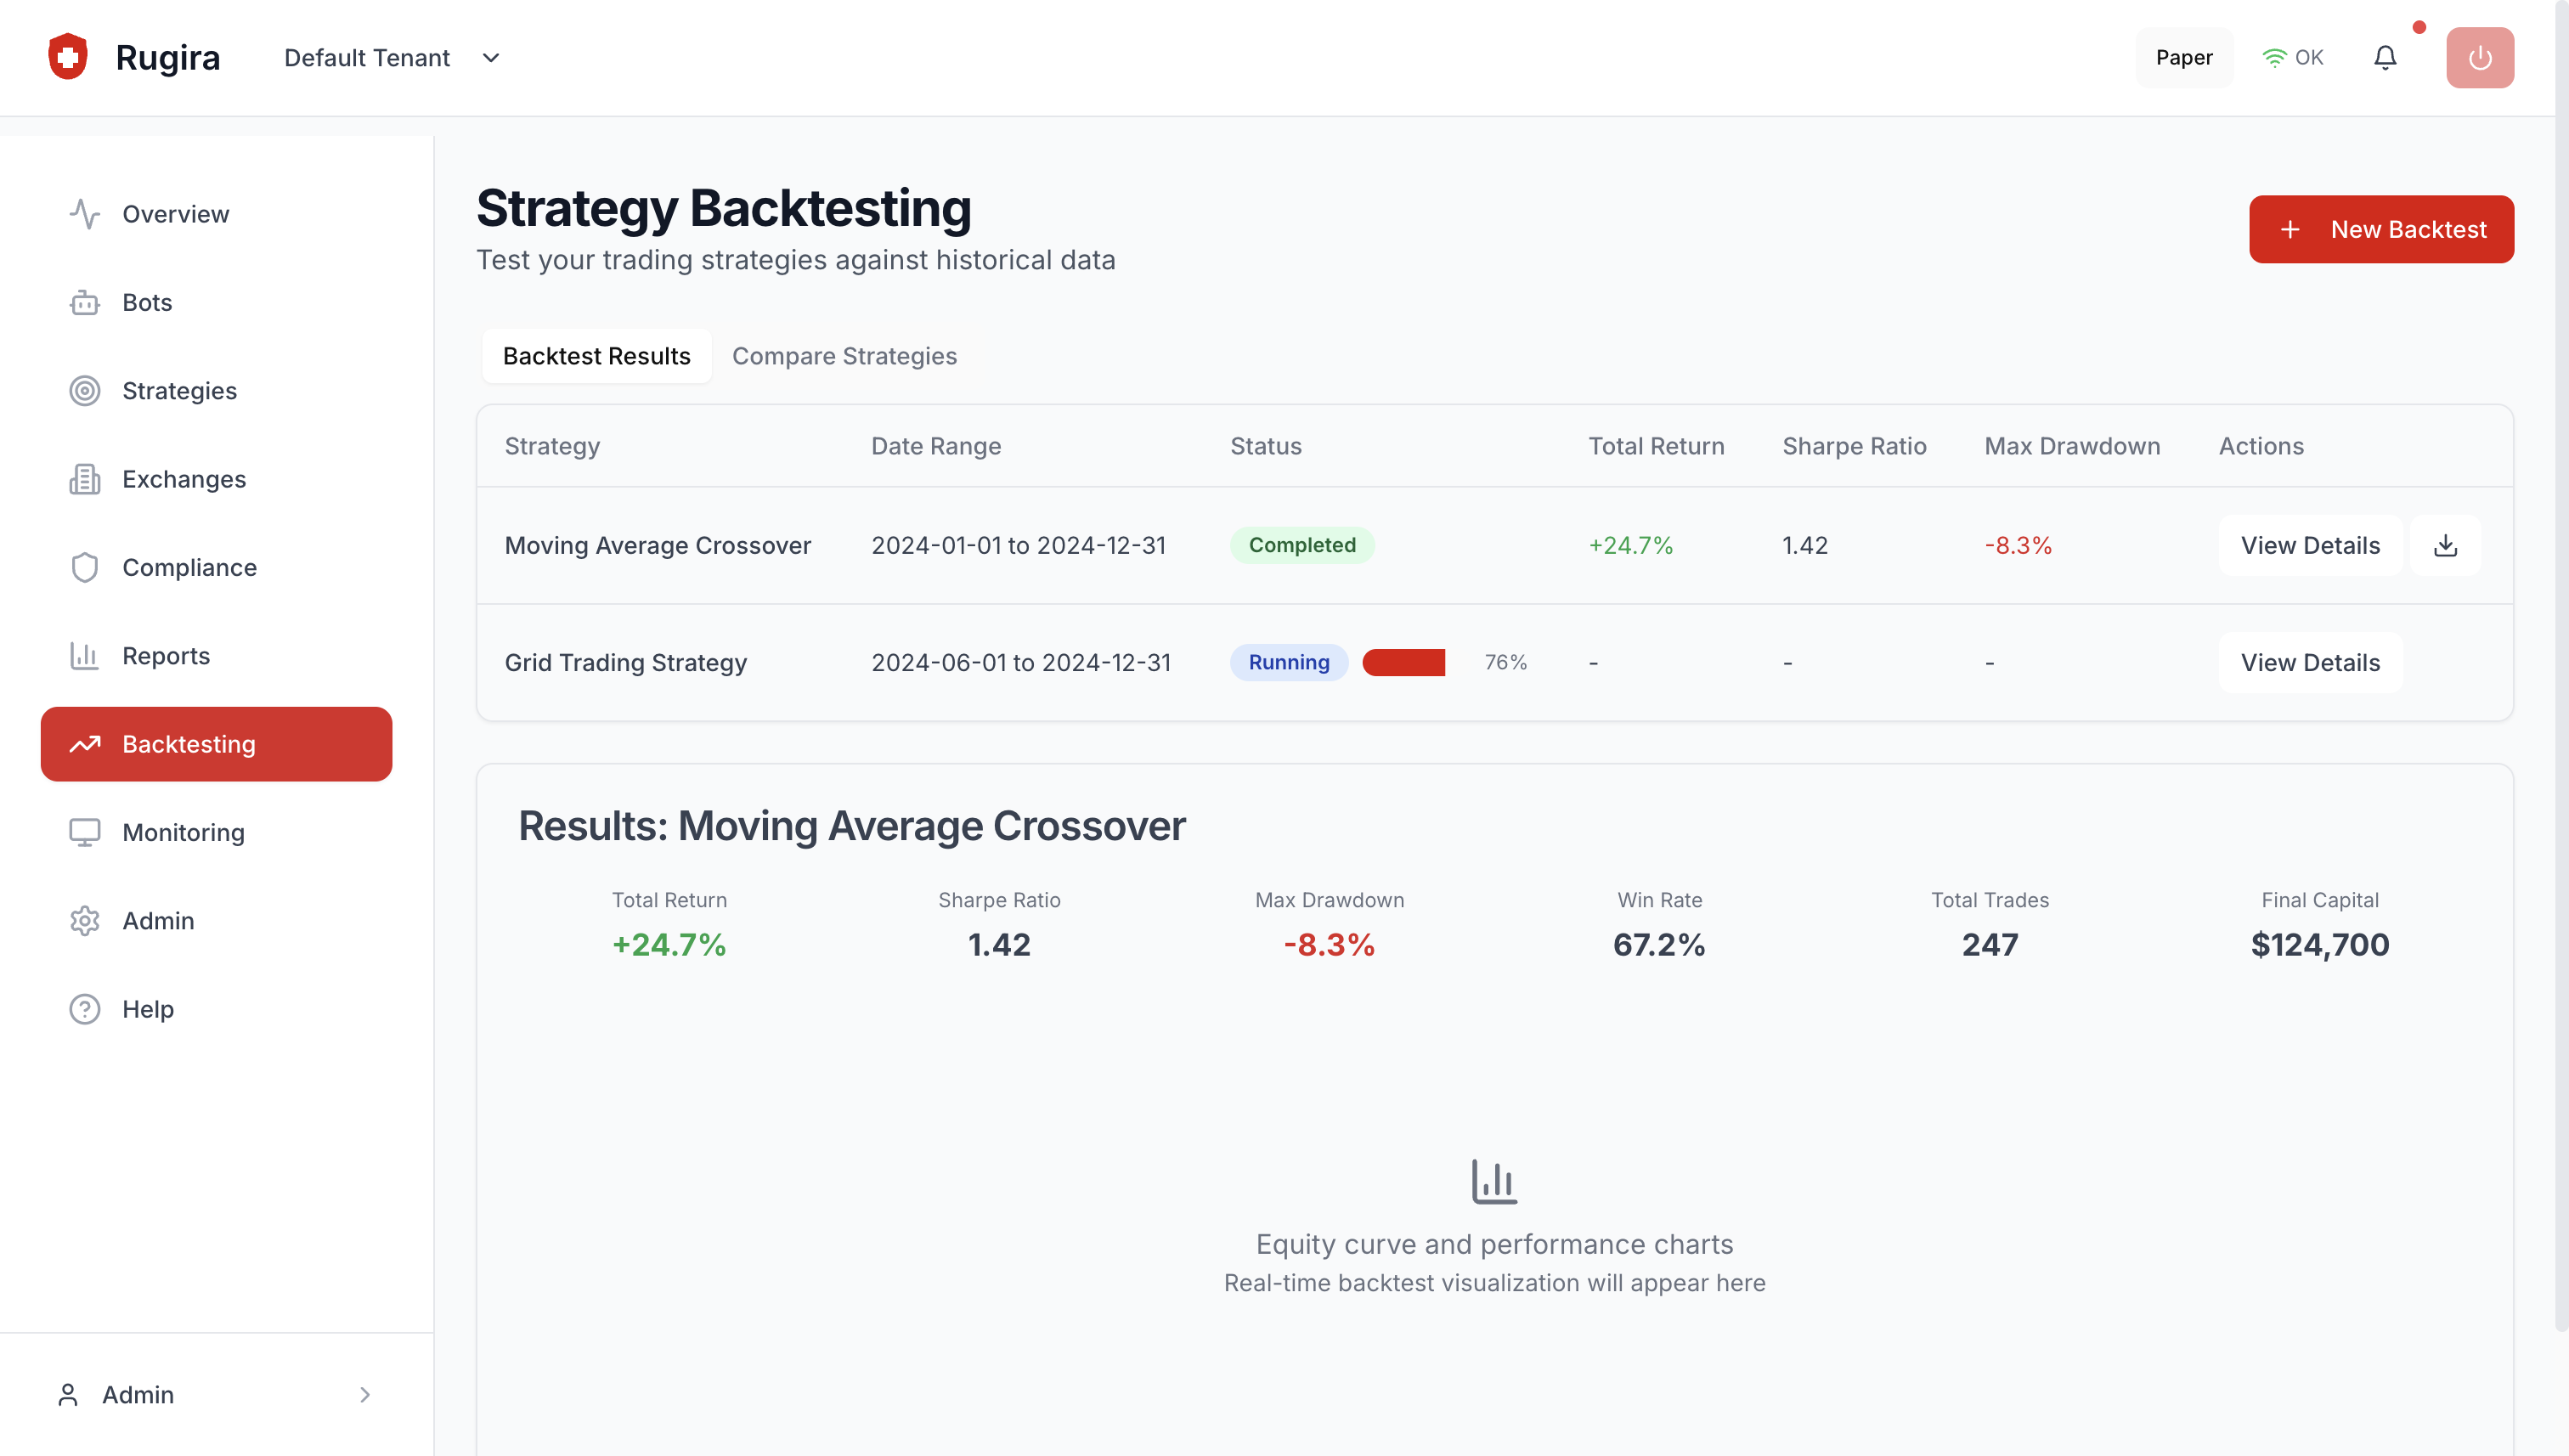 Rugira
Default Tenant
Paper
OK
Overview
Bots
Strategies
Exchanges
Compliance
Reports
Backtesting
Monitoring
Admin
Help
Admin
Strategy Backtesting
Test your trading strategies against historical data
New Backtest
Backtest Results Compare Strategies
Strategy Date Range Status Total Return Sharpe Ratio Max Drawdown Actions
Moving Average Crossover 2024-01-01 to 2024-12-31 Completed +24.7% 1.42 -8.3% View Details
Grid Trading Strategy 2024-06-01 to 2024-12-31 Running 76% - - - View Details
Results: Moving Average Crossover
Total Return Sharpe Ratio Max Drawdown Win Rate Total Trades Final Capital
+24.7% 1.42 -8.3% 67.2% 247 $124,700
Equity curve and performance charts
Real-time backtest visualization will appear here